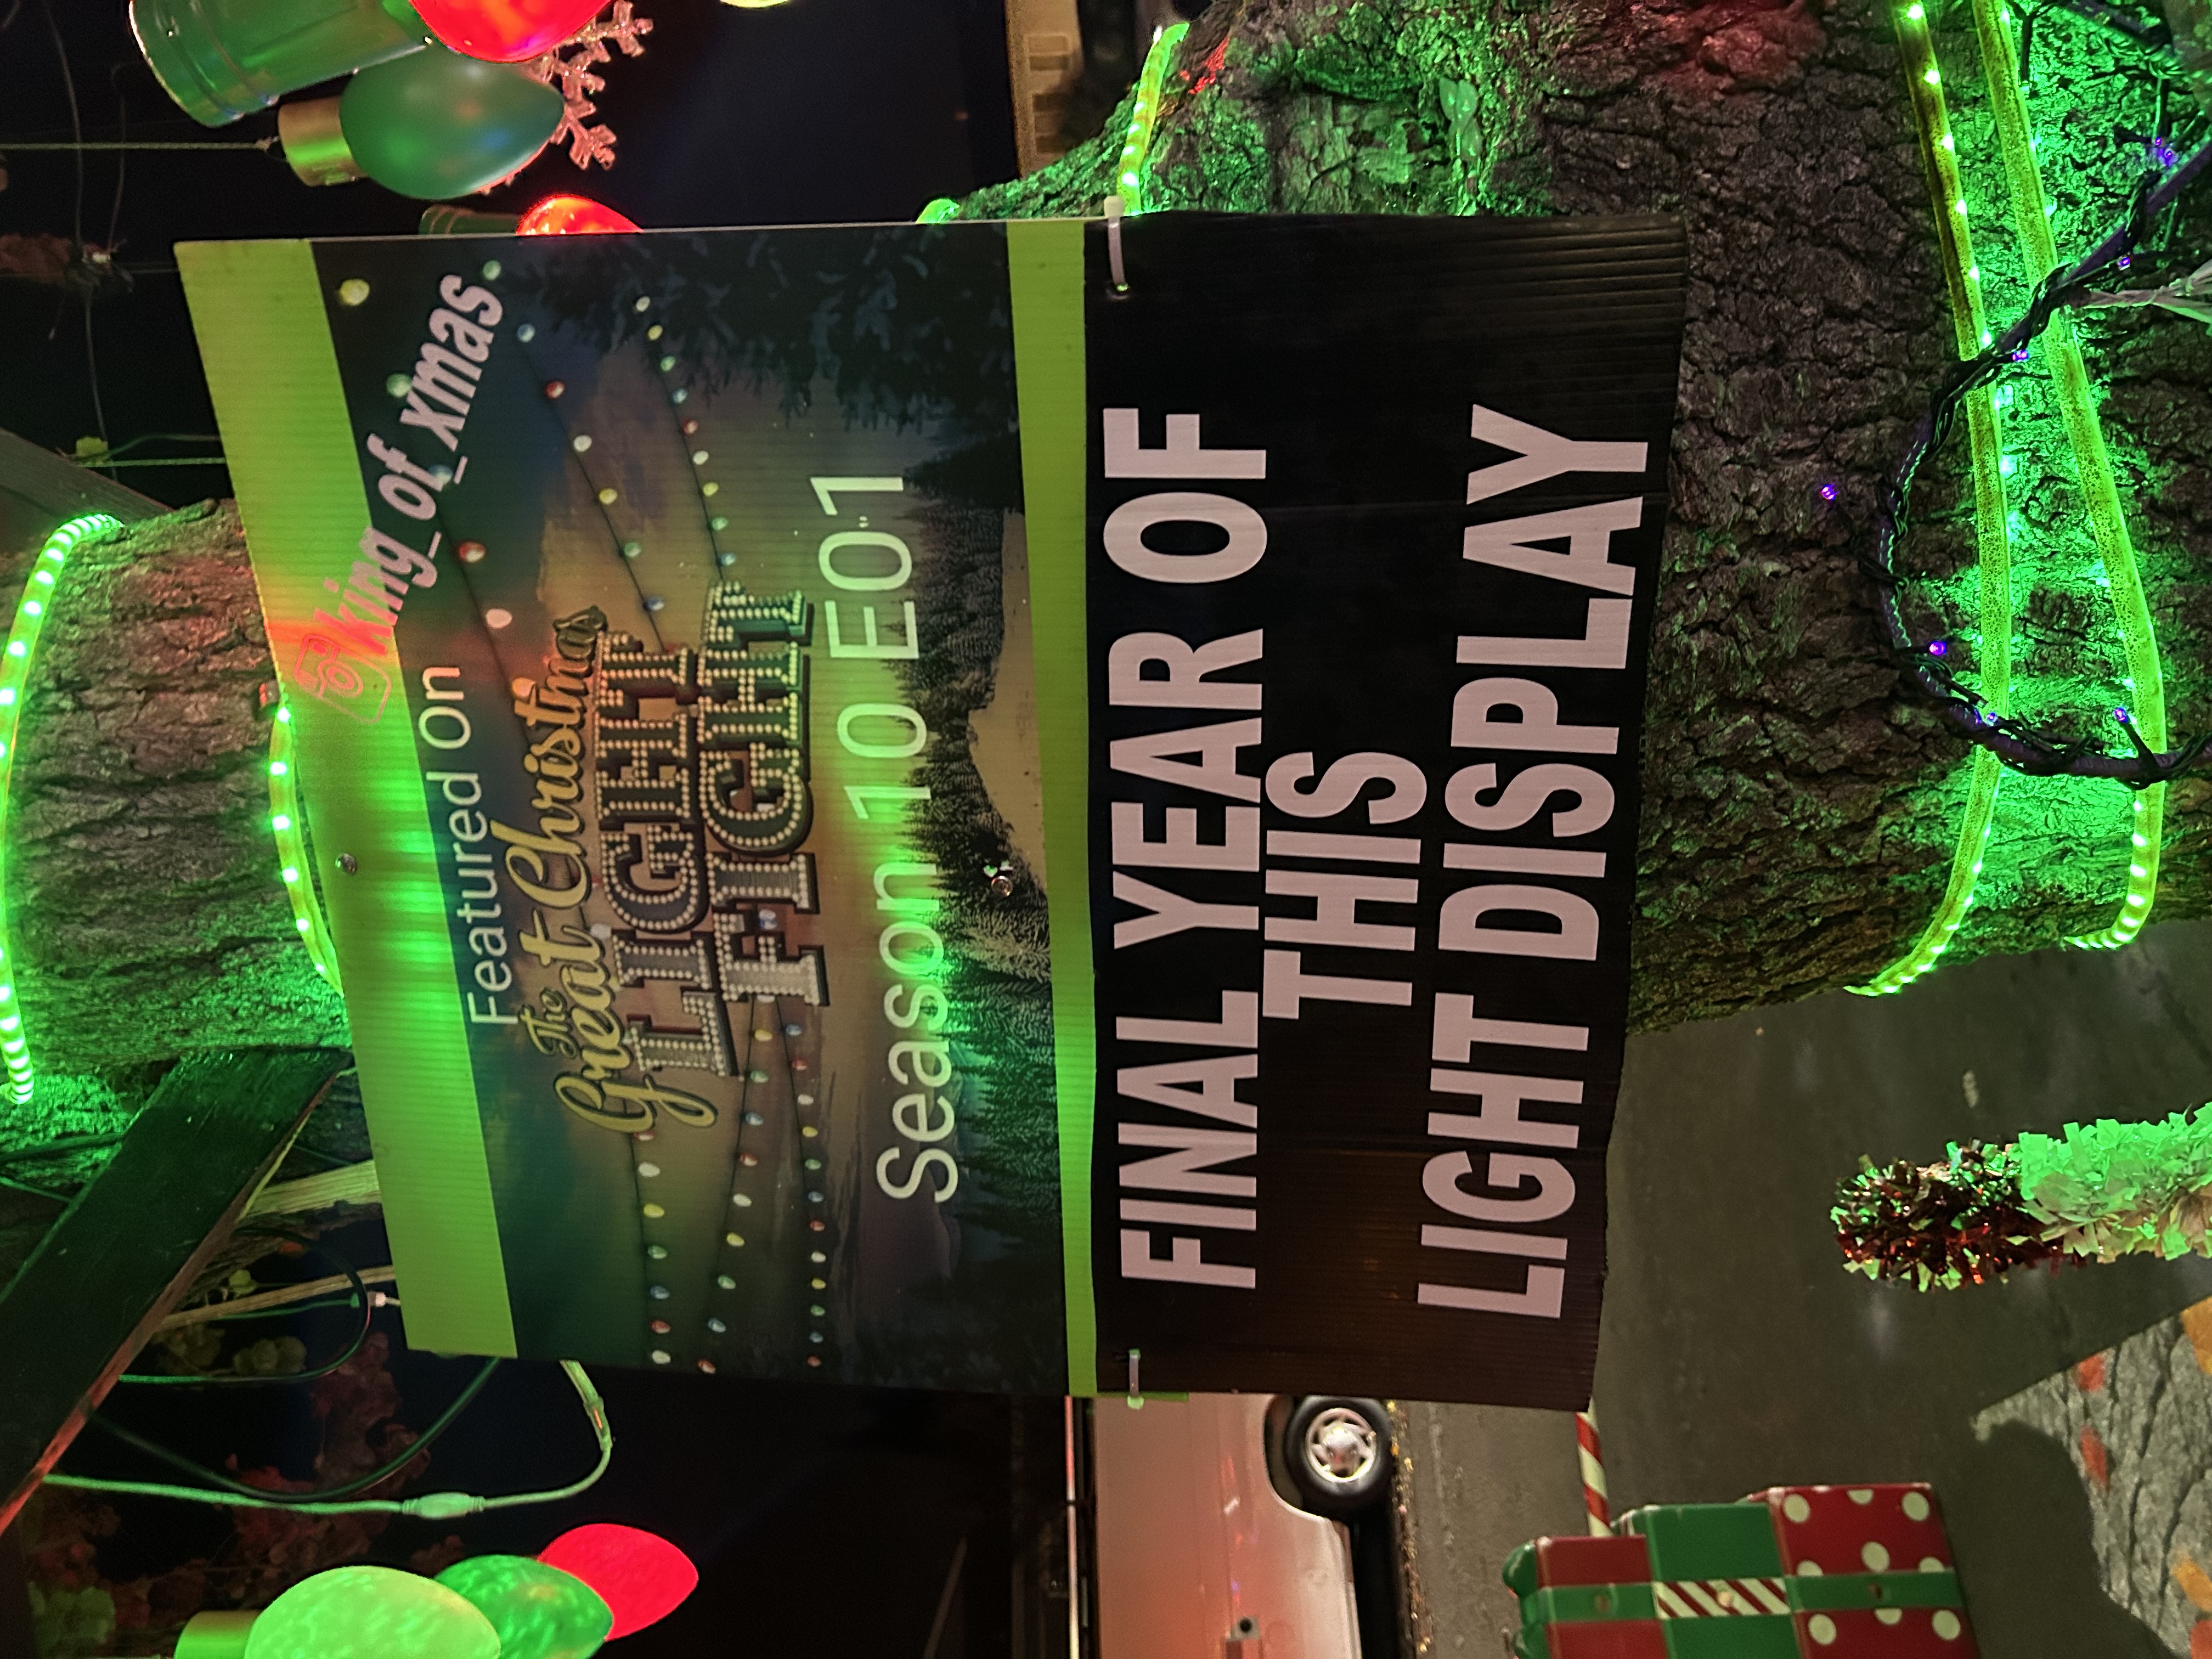 king_of_xmas
Featured On
The
Great Christmas
LIGHT
FIGHT
Season 10 E01
FINAL YEAR OF
THIS
LIGHT DISPLAY